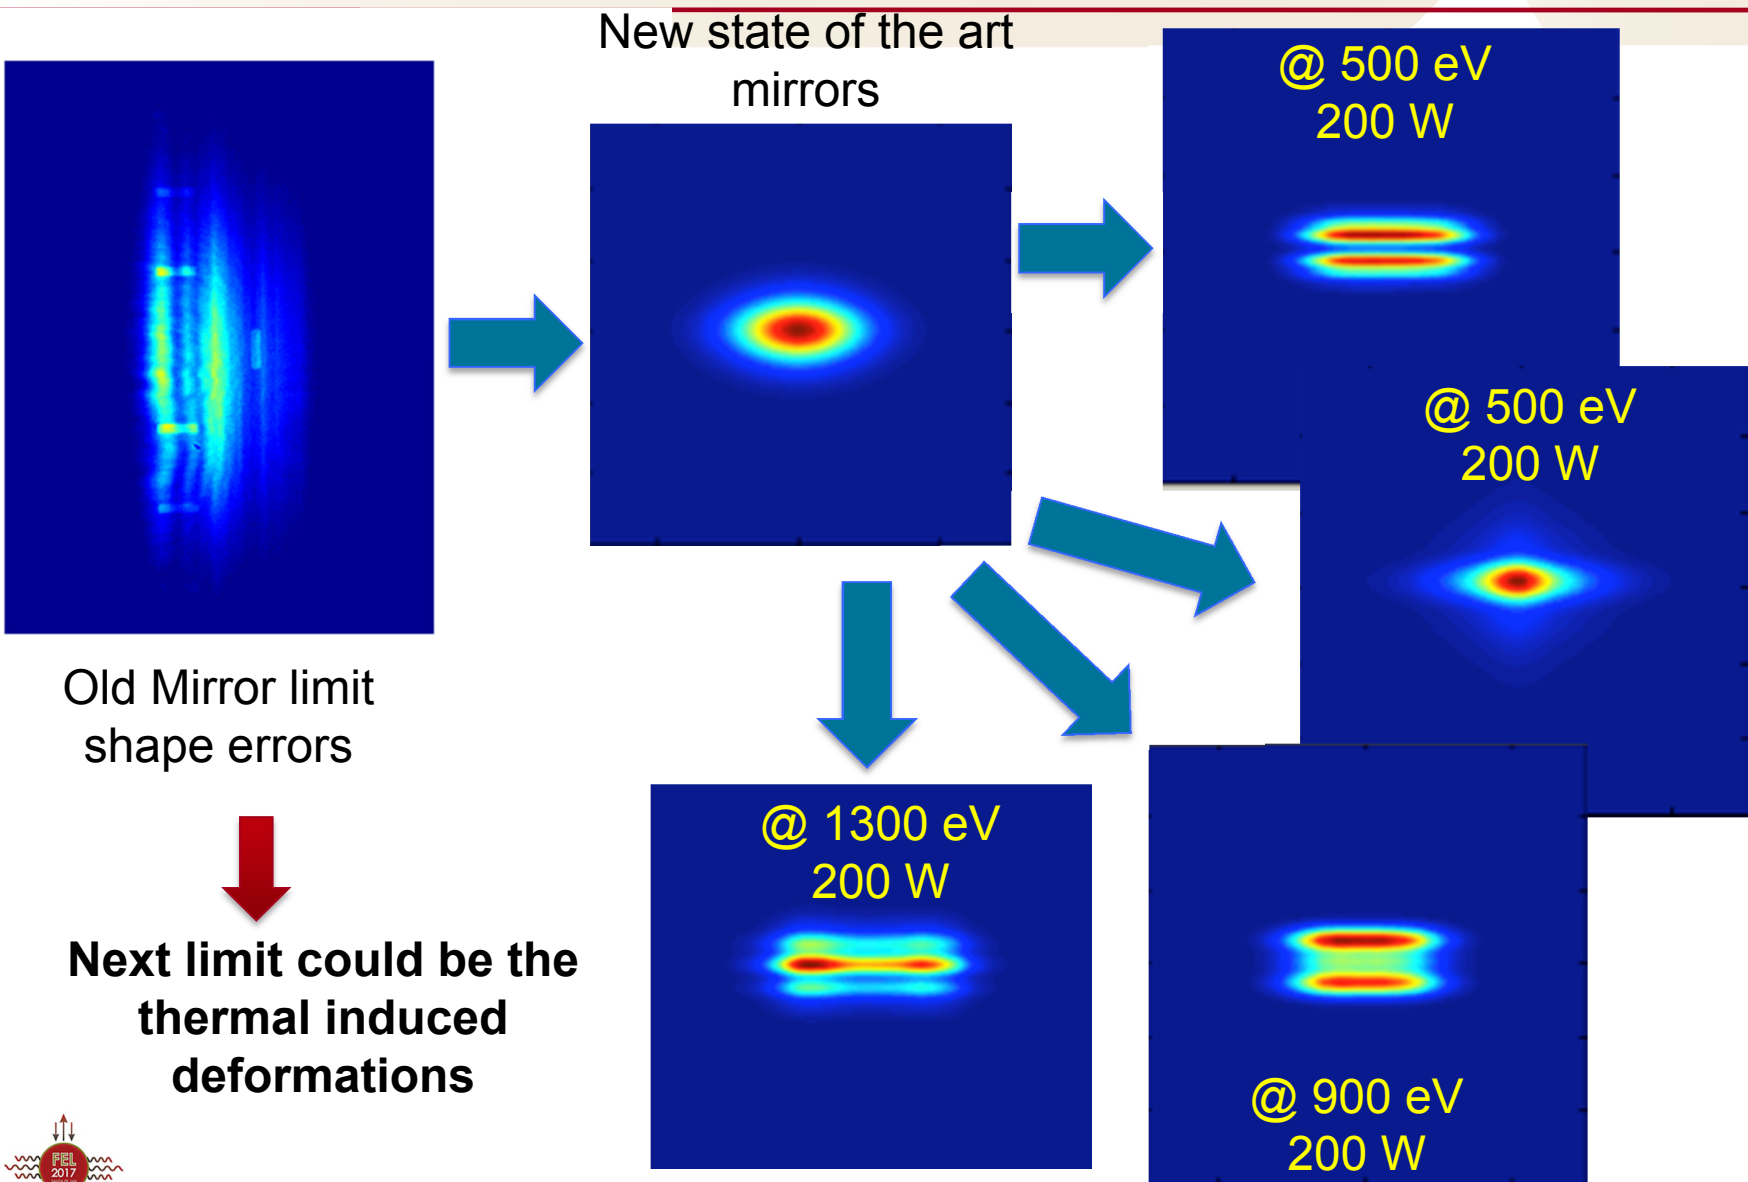 New state of the art
mirrors
@ 500 eV
200 W
@ 500 eV
200 W
Old Mirror limit
shape errors
@ 1300 eV
200 W
Next limit could be the
thermal induced
deformations
@ 900 eV
200 W
FEL
2017